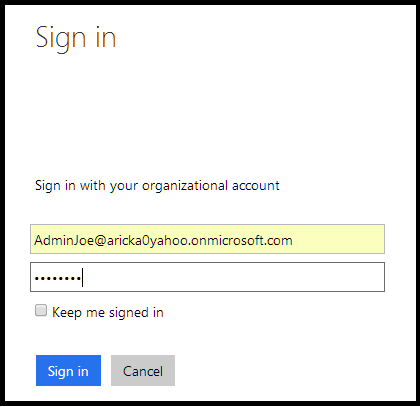 Sign in
Sign in with your organizational account
AdminJoe@aricka0yahoo.onmicrosoft.com
••••••••
Keep me signed in
Sign in Cancel